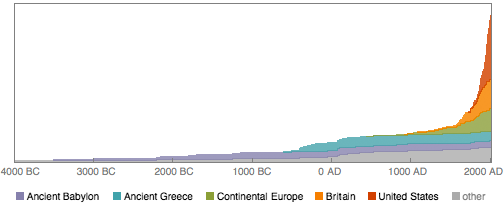 4000 BC 3000 BC 2000 BC 1000 BC 0 AD 1000 AD 2000 AD
Ancient Babylon Ancient Greece Continental Europe Britain United States other